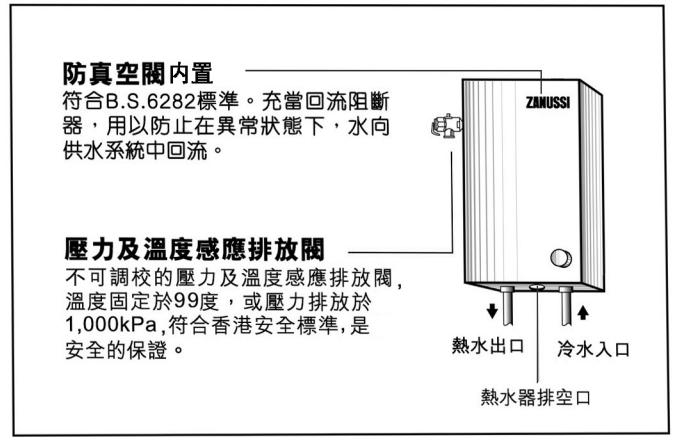 防真空閥内置
符合B.S.6282標準。充當回流阻斷
器，用以防止在異常狀態下，水向
供水系統中回流。
ZANUSSI
壓力及溫度感應排放閥
不可調校的壓力及溫度感應排放閥,
溫度固定於99度，或壓力排放於
1,000kPa,符合香港安全標準,是
安全的保證。
熱水出口
冷水入口
熱水器排空口